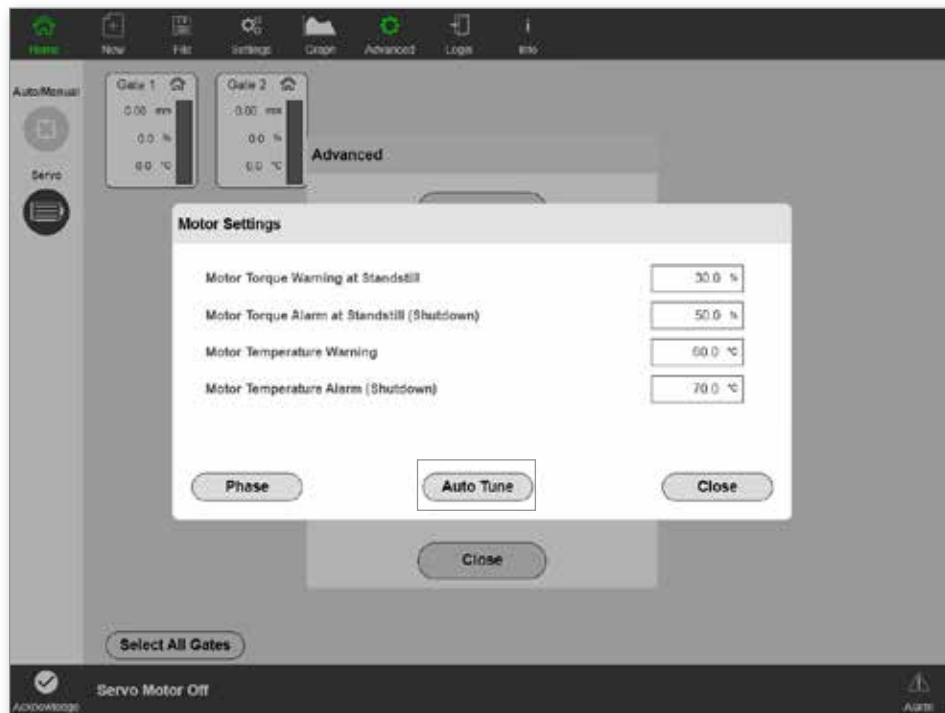 Home New File Settings Graph Advanced Login Info
Auto/Manual
Servo
Gate 1
0.00 mm
0.0 %
0.0 °C
Gate 2
0.00 mm
0.0 %
0.0 °C
Advanced
Motor Settings
Motor Torque Warning at Standstill 30.0 %
Motor Torque Alarm at Standstill (Shutdown) 50.0 %
Motor Temperature Warning 60.0 °C
Motor Temperature Alarm (Shutdown) 70.0 °C
Phase Auto Tune Close
Close
Select All Gates
Acknowledge
Servo Motor Off
Alarm